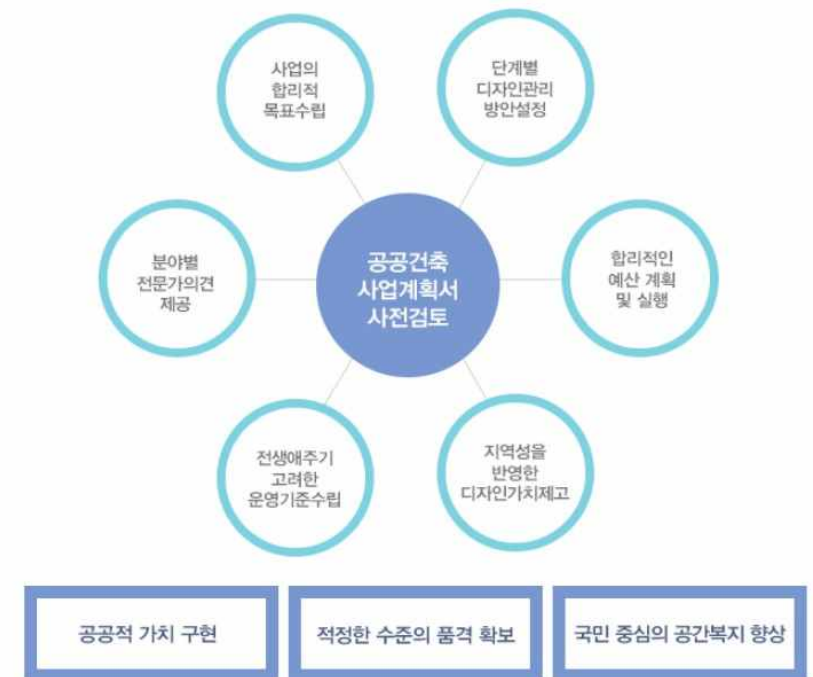 사업의
합리적
목표수립
단계별
디자인관리
방안설정
분야별
전문가의견
제공
공공건축
사업계획서
사전검토
합리적인
예산 계획
및 실행
전생애주기
고려한
운영기준수립
지역성을
반영한
디자인가치제고
공공적 가치 구현
적정한 수준의 품격 확보
국민 중심의 공간복지 향상